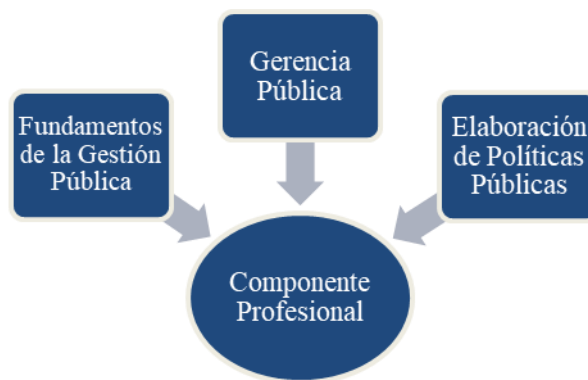 Gerencia
Pública
Fundamentos
de la Gestión
Pública
Elaboración
de Políticas
Públicas
Componente
Profesional